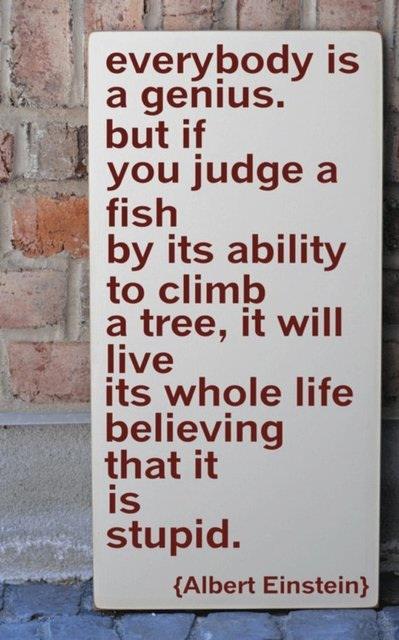 everybody is
a genius.
but if
you judge a
fish
by its ability
to climb
a tree, it will
live
its whole life
believing
that it
is
stupid.
{Albert Einstein}